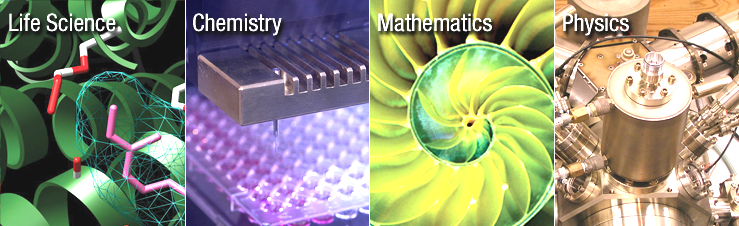 Life Science
Chemistry
Mathematics
Physics